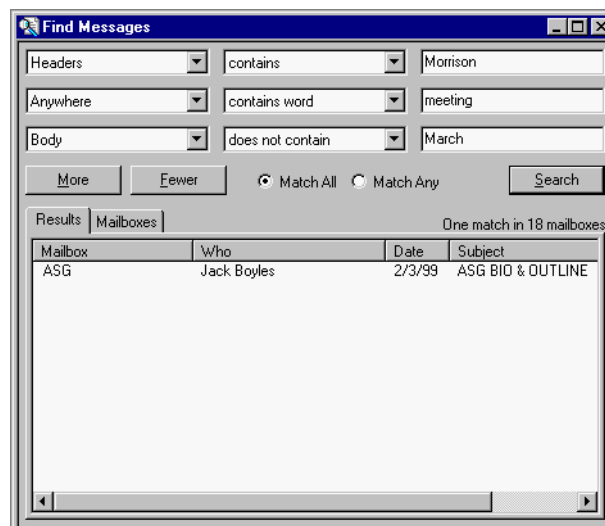 Find Messages
Headers contains Morrison
Anywhere contains word meeting
Body does not contain March
More Fewer Match All Match Any Search
Results Mailboxes One match in 18 mailboxes
Mailbox Who Date Subject
ASG Jack Boyles 2/3/99 ASG BIO & OUTLINE